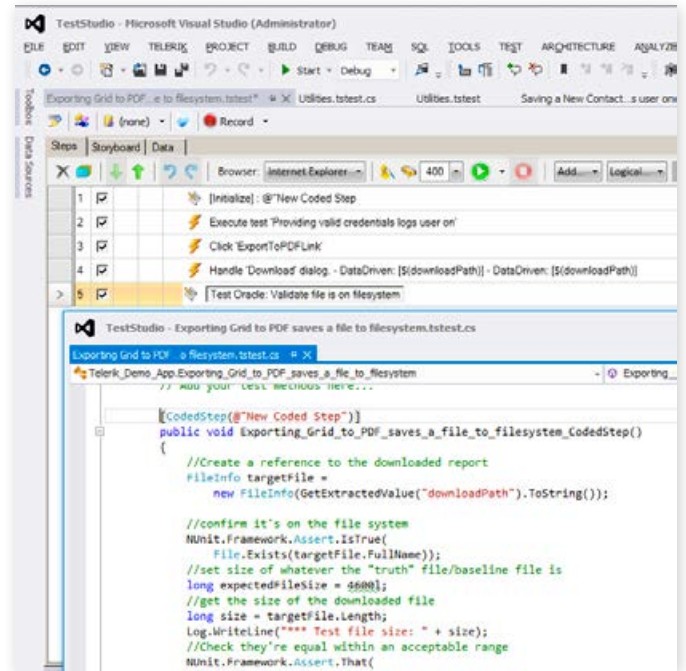 TestStudio - Microsoft Visual Studio (Administrator)
FILE EDIT VIEW TELERIK PROJECT BUILD DEBUG TEAM SQL TOOLS TEST ARCHITECTURE ANALYZE
Start - Debug
Toolbox
Data Sources
Exporting Grid to PDF...e to filesystem.tstest* Utilities.tstest.cs Utilities.tstest Saving a New Contact...s user one
(none) Record
Steps Storyboard Data
Browser: Internet Explorer 400 Add... Logical...
1 [Initialize] : @"New Coded Step
2 Execute test 'Providing valid credentials logs user on'
3 Click 'ExportToPDFLink'
4 Handle 'Download' dialog. - DataDriven: [$(downloadPath)] - DataDriven: [$(downloadPath)]
> 5 Test Oracle: Validate file is on filesystem
TestStudio - Exporting Grid to PDF saves a file to filesystem.tstest.cs
Exporting Grid to PDF...o filesystem.tstest.cs
Telerik_Demo_App.Exporting_Grid_to_PDF_saves_a_file_to_filesystem Exporting_
// Add your test methods here...
[CodedStep(@"New Coded Step")]
public void Exporting_Grid_to_PDF_saves_a_file_to_filesystem_CodedStep()
{
//Create a reference to the downloaded report
FileInfo targetFile =
new FileInfo(GetExtractedValue("downloadPath").ToString());
//confirm it's on the file system
NUnit.Framework.Assert.IsTrue(
File.Exists(targetFile.FullName));
//set size of whatever the "truth" file/baseline file is
long expectedFileSize = 4600l;
//get the size of the downloaded file
long size = targetFile.Length;
Log.WriteLine("*** Test file size: " + size);
//Check they're equal within an acceptable range
NUnit.Framework.Assert.That(